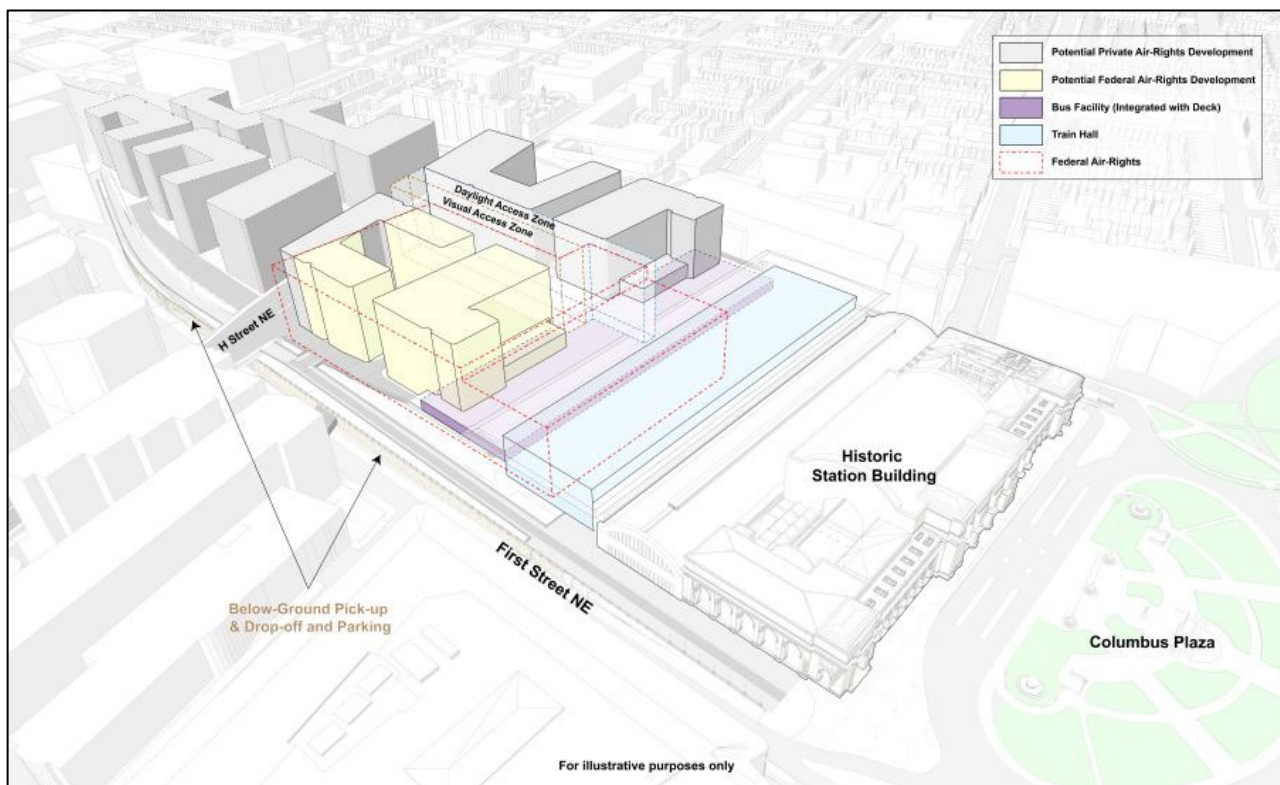 Potential Private Air-Rights Development
Potential Federal Air-Rights Development
Bus Facility (Integrated with Deck)
Train Hall
Federal Air-Rights
Daylight Access Zone
Visual Access Zone
H Street NE
Historic
Station Building
First Street NE
Below-Ground Pick-up
& Drop-off and Parking
Columbus Plaza
For illustrative purposes only